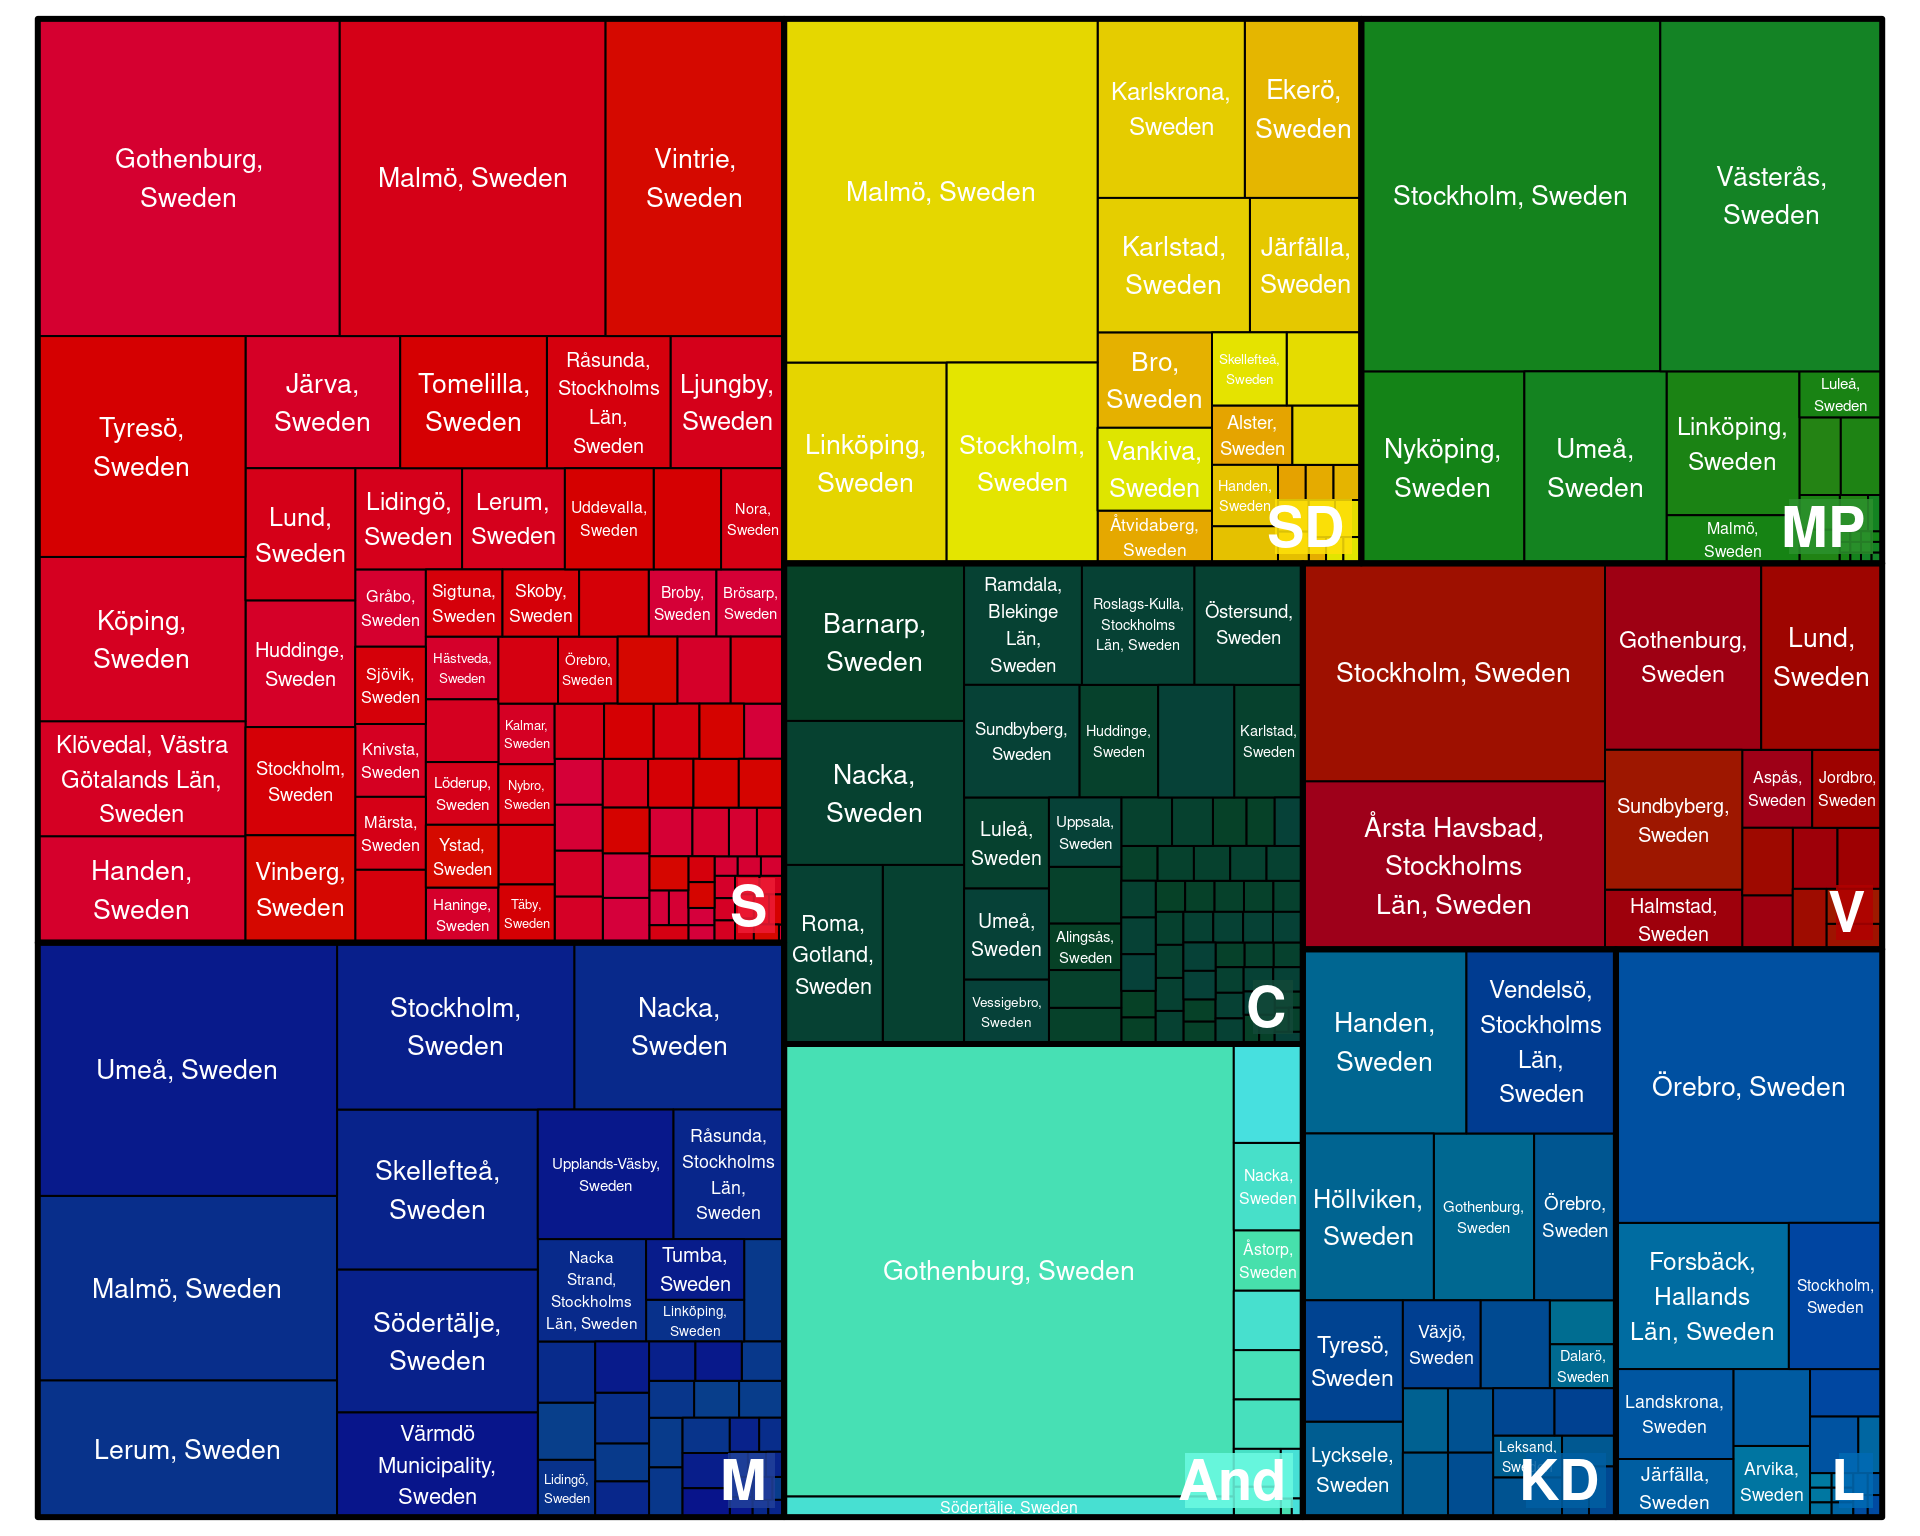 Gothenburg,
Sweden
Malmö, Sweden
Vintrie,
Sweden
Tyresö,
Sweden
Järva,
Sweden
Tomelilla,
Sweden
Råsunda,
Stockholms
Län,
Sweden
Ljungby,
Sweden
Lund,
Sweden
Lidingö,
Sweden
Lerum,
Sweden
Uddevalla,
Sweden
Nora,
Sweden
Köping,
Sweden
Huddinge,
Sweden
Gråbo,
Sweden
Sigtuna,
Sweden
Skoby,
Sweden
Broby,
Sweden
Brösarp,
Sweden
Sjövik,
Sweden
Hästveda,
Sweden
Örebro,
Sweden
Klövedal, Västra
Götalands Län,
Sweden
Stockholm,
Sweden
Knivsta,
Sweden
Kalmar,
Sweden
Löderup,
Sweden
Nybro,
Sweden
Märsta,
Sweden
Handen,
Sweden
Vinberg,
Sweden
Ystad,
Sweden
Haninge,
Sweden
Täby,
Sweden
S
Malmö, Sweden
Karlskrona,
Sweden
Ekerö,
Sweden
Karlstad,
Sweden
Järfälla,
Sweden
Linköping,
Sweden
Stockholm,
Sweden
Bro,
Sweden
Skellefteå,
Sweden
Alster,
Sweden
Vankiva,
Sweden
Handen,
Sweden
Åtvidaberg,
Sweden
SD
Stockholm, Sweden
Västerås,
Sweden
Nyköping,
Sweden
Umeå,
Sweden
Linköping,
Sweden
Luleå,
Sweden
Malmö,
Sweden
MP
Barnarp,
Sweden
Ramdala,
Blekinge
Län,
Sweden
Roslags-Kulla,
Stockholms
Län, Sweden
Östersund,
Sweden
Nacka,
Sweden
Sundbyberg,
Sweden
Huddinge,
Sweden
Karlstad,
Sweden
Roma,
Gotland,
Sweden
Luleå,
Sweden
Uppsala,
Sweden
Umeå,
Sweden
Alingsås,
Sweden
Vessigebro,
Sweden
C
Stockholm, Sweden
Gothenburg,
Sweden
Lund,
Sweden
Årsta Havsbad,
Stockholms
Län, Sweden
Sundbyberg,
Sweden
Aspås,
Sweden
Jordbro,
Sweden
Halmstad,
Sweden
V
Umeå, Sweden
Stockholm,
Sweden
Nacka,
Sweden
Skellefteå,
Sweden
Upplands-Väsby,
Sweden
Råsunda,
Stockholms
Län,
Sweden
Malmö, Sweden
Södertälje,
Sweden
Nacka
Strand,
Stockholms
Län, Sweden
Tumba,
Sweden
Linköping,
Sweden
Lerum, Sweden
Värmdö
Municipality,
Sweden
Lidingö,
Sweden
M
Gothenburg, Sweden
Nacka,
Sweden
Åstorp,
Sweden
Södertälje, Sweden
And
Handen,
Sweden
Vendelsö,
Stockholms
Län,
Sweden
Höllviken,
Sweden
Gothenburg,
Sweden
Örebro,
Sweden
Tyresö,
Sweden
Växjö,
Sweden
Dalarö,
Sweden
Lycksele,
Sweden
Leksand,
KD
Örebro, Sweden
Forsbäck,
Hallands
Län, Sweden
Stockholm,
Sweden
Landskrona,
Sweden
Järfälla,
Sweden
Arvika,
Sweden
L